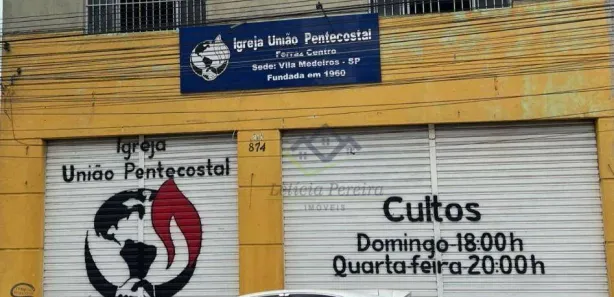 Igreja União Pentecostal
Ferraz Centro
Sede: Vila Medeiros - SP
Fundada em 1960
Igreja
União Pentecostal
874
Letícia Pereira
IMÓVEIS
Cultos
Domingo 18:00h
Quarta-feira 20:00h